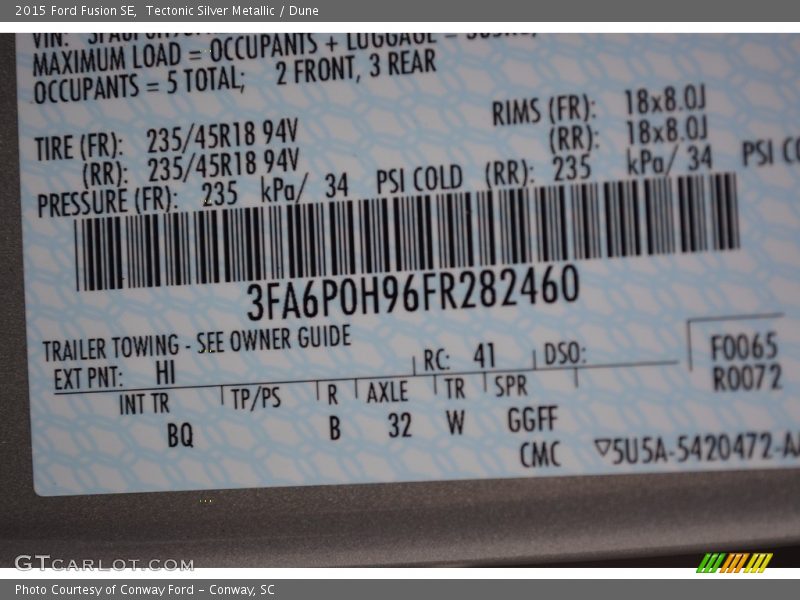 2015 Ford Fusion SE, Tectonic Silver Metallic / Dune
VIN:
MAXIMUM LOAD = OCCUPANTS + LUGGAGE =
OCCUPANTS = 5 TOTAL; 2 FRONT, 3 REAR
TIRE (FR): 235/45R18 94V RIMS (FR): 18x8.0J
(RR): 235/45R18 94V (RR): 18x8.0J
PRESSURE (FR): 235 kPa/ 34 PSI COLD (RR): 235 kPa/ 34 PSI CO
3FA6P0H96FR282460
TRAILER TOWING - SEE OWNER GUIDE
EXT PNT: HI RC: 41 DSO: F0065
INT TR TP/PS R AXLE TR SPR R0072
BQ B 32 W GGFF
CMC ▽5U5A-5420472-AA
GTCARLOT.COM
Photo Courtesy of Conway Ford – Conway, SC